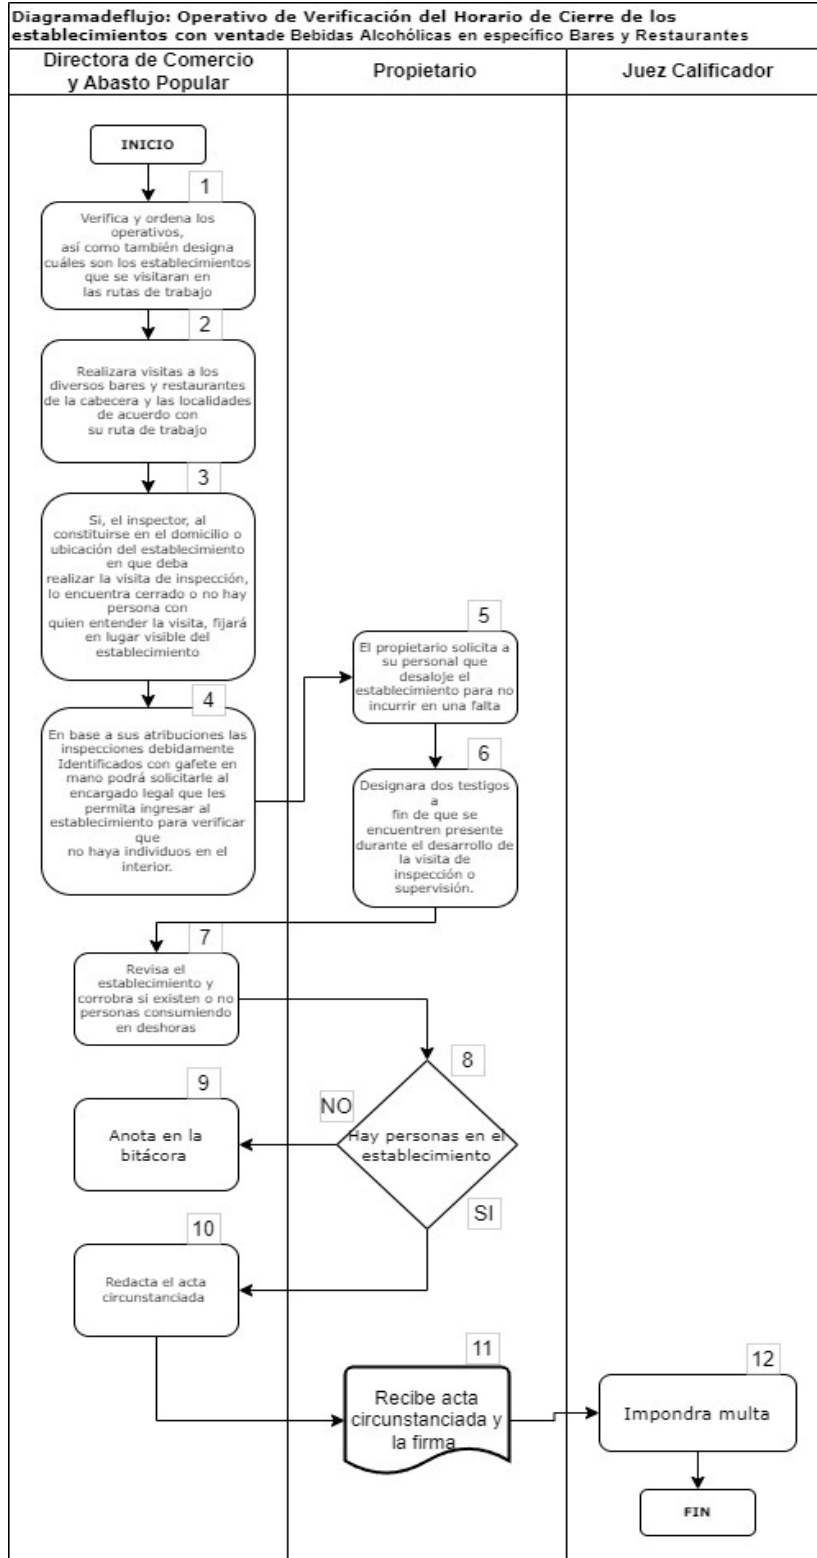 Diagramadeflujo: Operativo de Verificación del Horario de Cierre de los
establecimientos con ventade Bebidas Alcohólicas en específico Bares y Restaurantes
Directora de Comercio
y Abasto Popular
Propietario
Juez Calificador
INICIO
1
Verifica y ordena los
operativos,
así como también designa
cuáles son los establecimientos
que se visitaran en
las rutas de trabajo
2
Realizara visitas a los
diversos bares y restaurantes
de la cabecera y las localidades
de acuerdo con
su ruta de trabajo
3
Si, el inspector, al
constituirse en el domicilio o
ubicación del establecimiento
en que deba
realizar la visita de inspección,
lo encuentra cerrado o no hay
persona con
quien entender la visita, fijará
en lugar visible del
establecimiento
4
En base a sus atribuciones las
inspecciones debidamente
Identificados con gafete en
mano podrá solicitarle al
encargado legal que les
permita ingresar al
establecimiento para verificar
que
no haya individuos en el
interior.
5
El propietario solicita a
su personal que
desaloje el
establecimiento para no
incurrir en una falta
6
Designara dos testigos
a
fin de que se
encuentren presente
durante el desarrollo de
la visita de
inspección o
supervisión.
7
Revisa el
establecimiento y
corrobra si existen o no
personas consumiendo
en deshoras
8
Hay personas en el
establecimiento
NO
SI
9
Anota en la
bitácora
10
Redacta el acta
circunstanciada
11
Recibe acta
circunstanciada y
la firma
12
Impondra multa
FIN